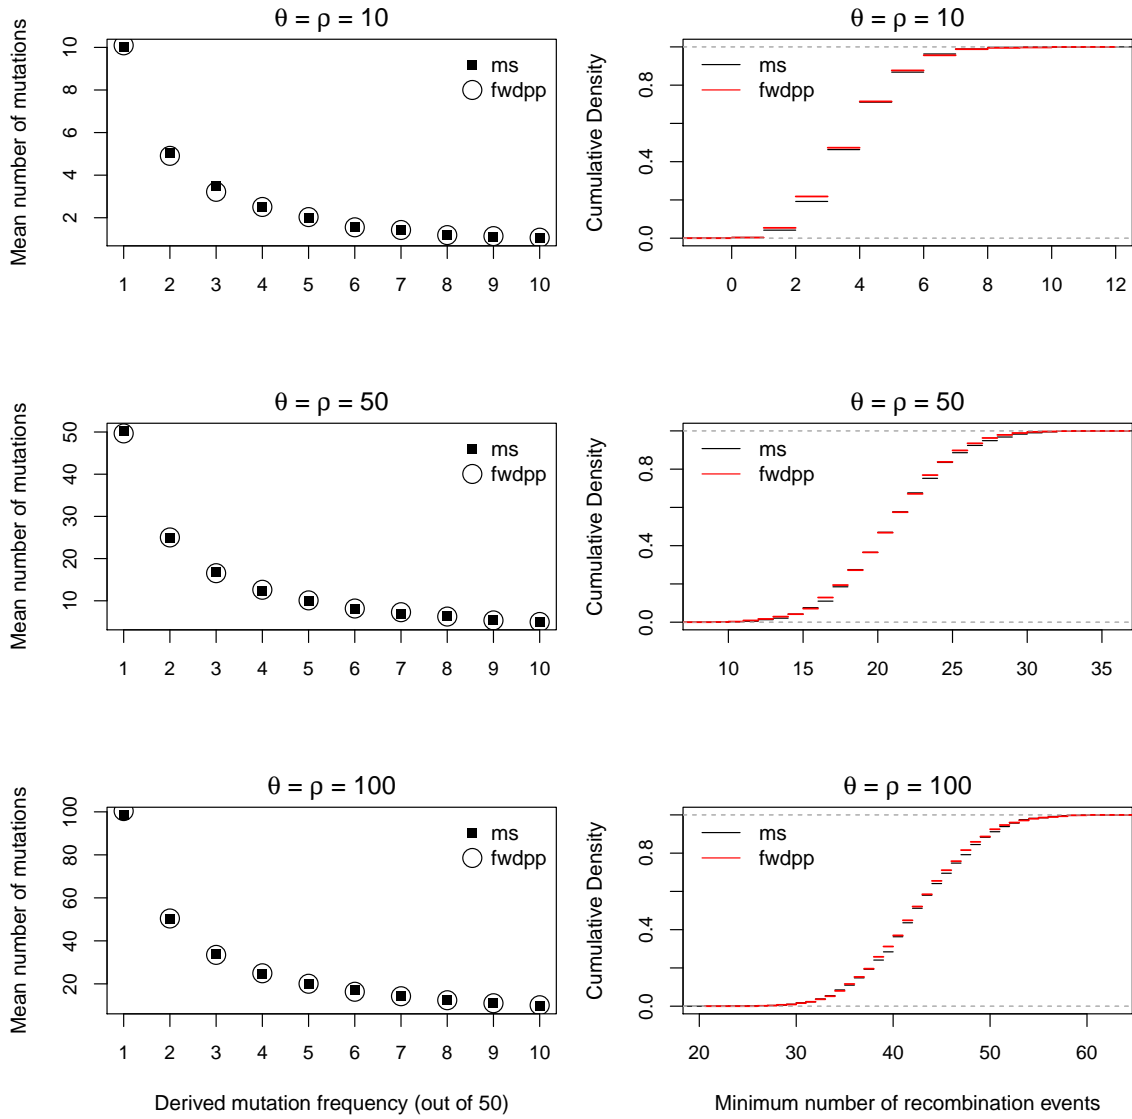 θ = ρ = 10
Mean number of mutations
10
8
6
4
2
ms
fwdpp
1 2 3 4 5 6 7 8 9 10
θ = ρ = 10
Cumulative Density
0.8
0.4
0.0
ms
fwdpp
0 2 4 6 8 10 12
θ = ρ = 50
Mean number of mutations
50
40
30
20
10
ms
fwdpp
1 2 3 4 5 6 7 8 9 10
θ = ρ = 50
Cumulative Density
0.8
0.4
0.0
ms
fwdpp
10 15 20 25 30 35
θ = ρ = 100
Mean number of mutations
100
80
60
40
20
ms
fwdpp
1 2 3 4 5 6 7 8 9 10
Derived mutation frequency (out of 50)
θ = ρ = 100
Cumulative Density
0.8
0.4
0.0
ms
fwdpp
20 30 40 50 60
Minimum number of recombination events